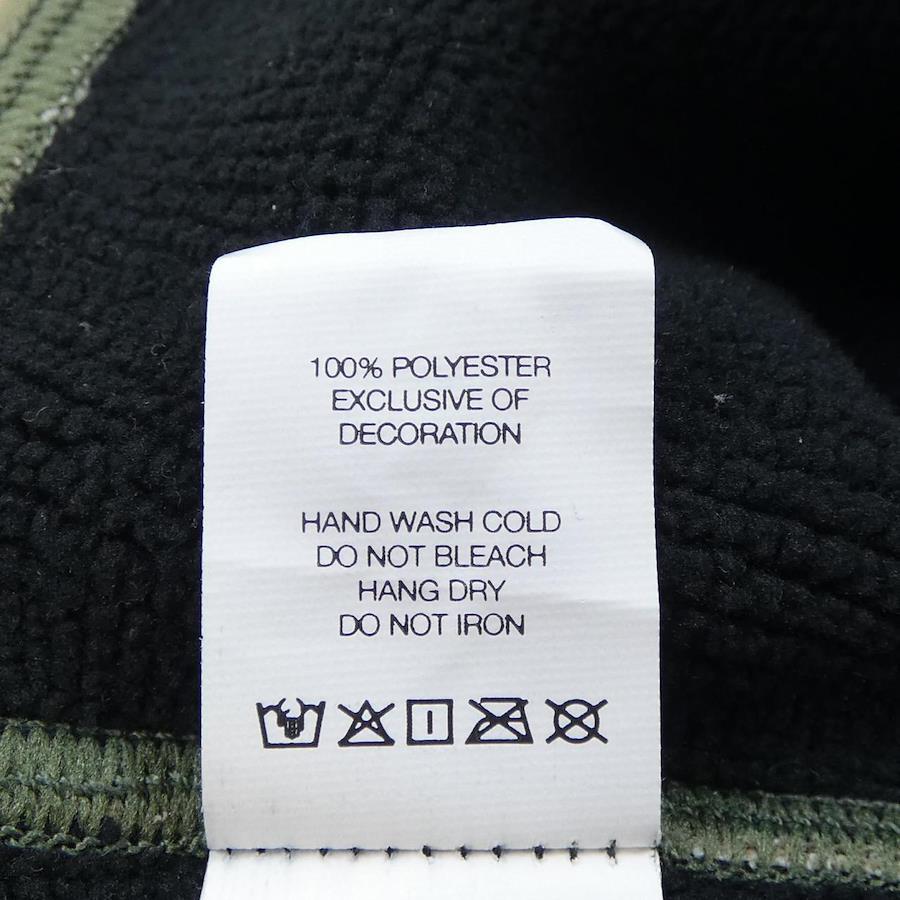 100% POLYESTER
EXCLUSIVE OF
DECORATION
HAND WASH COLD
DO NOT BLEACH
HANG DRY
DO NOT IRON